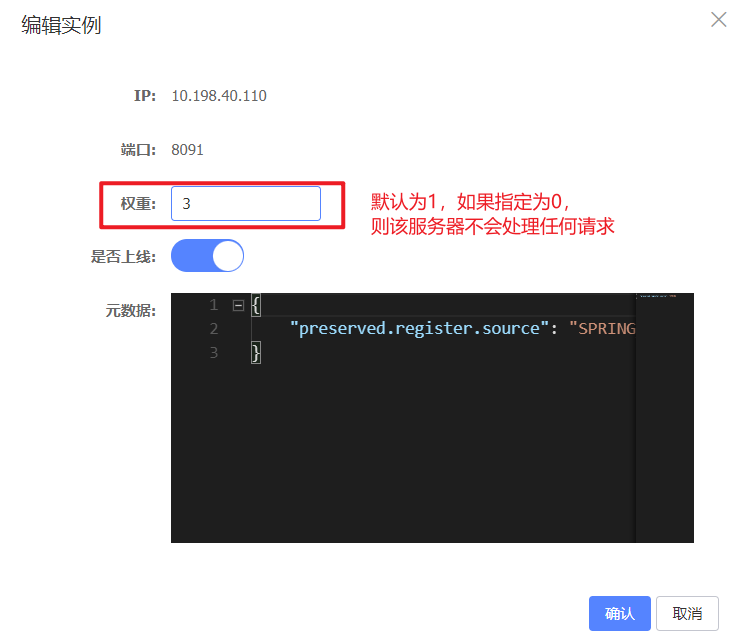 编辑实例
IP: 10.198.40.110
端口: 8091
权重: 3
默认为1，如果指定为0，
则该服务器不会处理任何请求
是否上线:
元数据:
1 {
2 "preserved.register.source": "SPRING
3 }
确认 取消